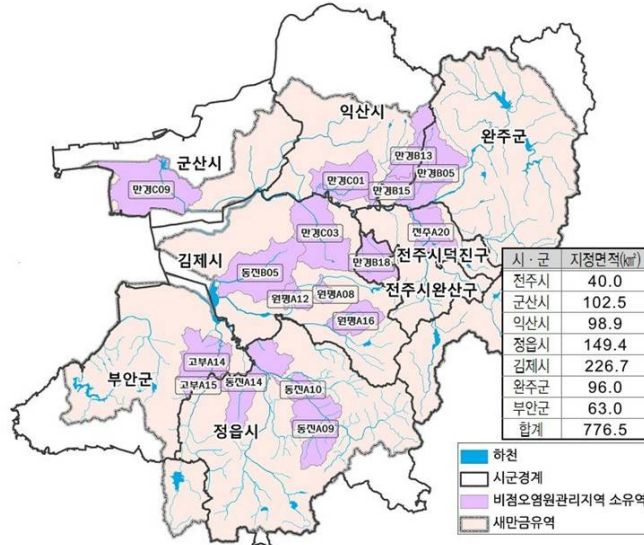 익산시
완주군
만경B13
군산시
만경B05
만경C01
만경C09
만경B15
만경C03
전주A20
김제시
만경B18
전주시덕진구
동진B05
원평A08
전주시완산구
원평A12
원평A16
고부A14
부안군
고부A15
동진A14
동진A10
정읍시
동진A09
시·군 지정면적(㎢)
전주시 40.0
군산시 102.5
익산시 98.9
정읍시 149.4
김제시 226.7
완주군 96.0
부안군 63.0
합계 776.5
하천
시군경계
비점오염원관리지역 소유역
새만금유역